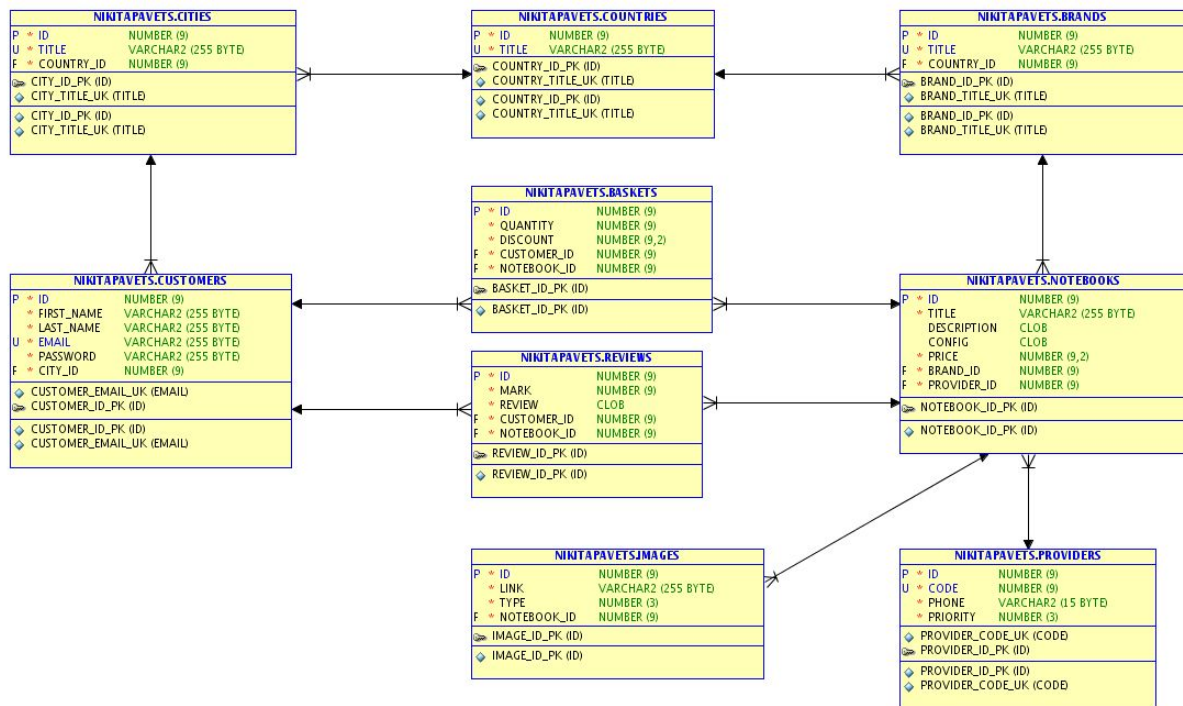 NIKITAPAVETS.CITIES
P * ID NUMBER (9)
U * TITLE VARCHAR2 (255 BYTE)
F * COUNTRY_ID NUMBER (9)
CITY_ID_PK (ID)
CITY_TITLE_UK (TITLE)
CITY_ID_PK (ID)
CITY_TITLE_UK (TITLE)
NIKITAPAVETS.COUNTRIES
P * ID NUMBER (9)
U * TITLE VARCHAR2 (255 BYTE)
COUNTRY_ID_PK (ID)
COUNTRY_TITLE_UK (TITLE)
COUNTRY_ID_PK (ID)
COUNTRY_TITLE_UK (TITLE)
NIKITAPAVETS.BRANDS
P * ID NUMBER (9)
U * TITLE VARCHAR2 (255 BYTE)
F * COUNTRY_ID NUMBER (9)
BRAND_ID_PK (ID)
BRAND_TITLE_UK (TITLE)
BRAND_ID_PK (ID)
BRAND_TITLE_UK (TITLE)
NIKITAPAVETS.BASKETS
P * ID NUMBER (9)
* QUANTITY NUMBER (9)
* DISCOUNT NUMBER (9,2)
F * CUSTOMER_ID NUMBER (9)
F * NOTEBOOK_ID NUMBER (9)
BASKET_ID_PK (ID)
BASKET_ID_PK (ID)
NIKITAPAVETS.CUSTOMERS
P * ID NUMBER (9)
* FIRST_NAME VARCHAR2 (255 BYTE)
* LAST_NAME VARCHAR2 (255 BYTE)
U * EMAIL VARCHAR2 (255 BYTE)
* PASSWORD VARCHAR2 (255 BYTE)
F * CITY_ID NUMBER (9)
CUSTOMER_EMAIL_UK (EMAIL)
CUSTOMER_ID_PK (ID)
CUSTOMER_ID_PK (ID)
CUSTOMER_EMAIL_UK (EMAIL)
NIKITAPAVETS.REVIEWS
P * ID NUMBER (9)
* MARK NUMBER (9)
* REVIEW CLOB
F * CUSTOMER_ID NUMBER (9)
F * NOTEBOOK_ID NUMBER (9)
REVIEW_ID_PK (ID)
REVIEW_ID_PK (ID)
NIKITAPAVETS.NOTEBOOKS
P * ID NUMBER (9)
* TITLE VARCHAR2 (255 BYTE)
DESCRIPTION CLOB
CONFIG CLOB
* PRICE NUMBER (9,2)
F * BRAND_ID NUMBER (9)
F * PROVIDER_ID NUMBER (9)
NOTEBOOK_ID_PK (ID)
NOTEBOOK_ID_PK (ID)
NIKITAPAVETS.IMAGES
P * ID NUMBER (9)
* LINK VARCHAR2 (255 BYTE)
* TYPE NUMBER (3)
F * NOTEBOOK_ID NUMBER (9)
IMAGE_ID_PK (ID)
IMAGE_ID_PK (ID)
NIKITAPAVETS.PROVIDERS
P * ID NUMBER (9)
U * CODE NUMBER (9)
* PHONE VARCHAR2 (15 BYTE)
* PRIORITY NUMBER (3)
PROVIDER_CODE_UK (CODE)
PROVIDER_ID_PK (ID)
PROVIDER_ID_PK (ID)
PROVIDER_CODE_UK (CODE)